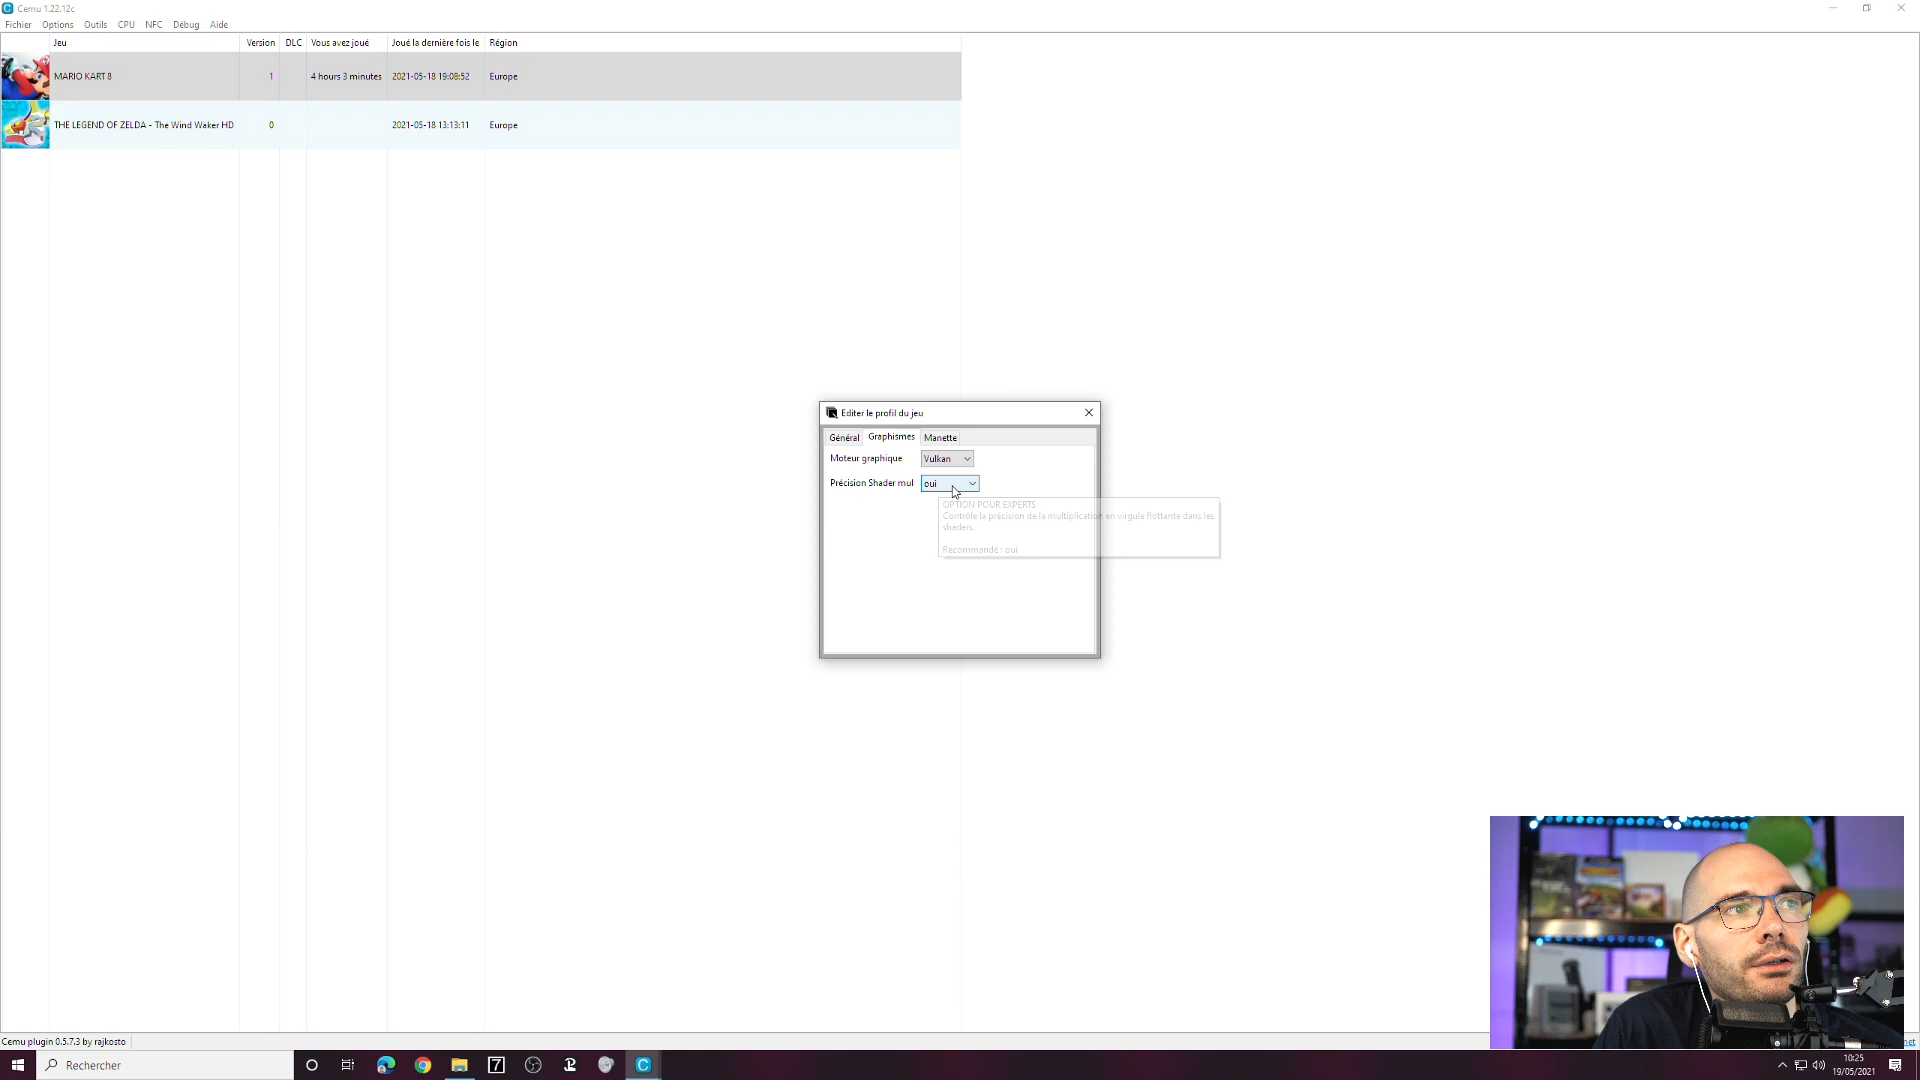 Cemu 1.22.12c
Fichier Options Outils CPU NFC Débug Aide
Jeu Version DLC Vous avez joué Joué la dernière fois le Région
MARIO KART 8 1 4 hours 3 minutes 2021-05-18 19:08:52 Europe
THE LEGEND OF ZELDA - The Wind Waker HD 0 2021-05-18 13:13:11 Europe
Editer le profil du jeu
Général Graphismes Manette
Moteur graphique Vulkan
Précision Shader mul oui
OPTION POUR EXPERTS
Contrôle la précision de la multiplication en virgule flottante dans les
shaders.
Recommandé : oui
Cemu plugin 0.5.7.3 by rajkosto
net
Rechercher
10:25
19/05/2021